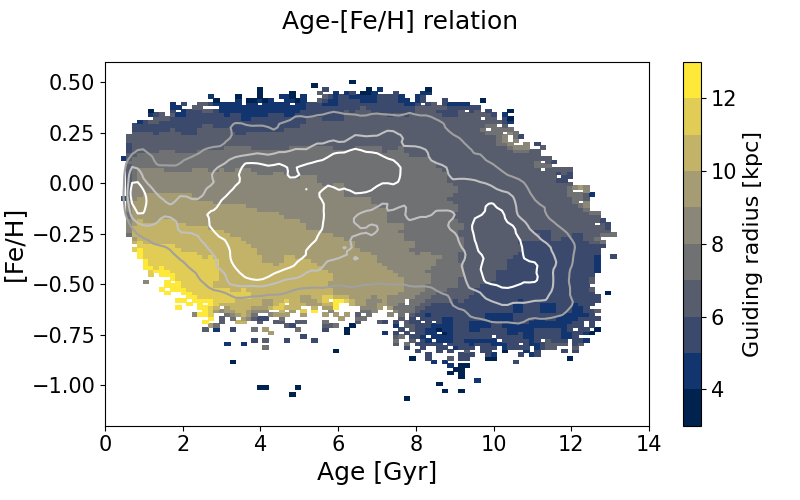 Age-[Fe/H] relation
[Fe/H]
0.50
0.25
0.00
−0.25
−0.50
−0.75
−1.00
0 2 4 6 8 10 12 14
Age [Gyr]
12
10
8
6
4
Guiding radius [kpc]